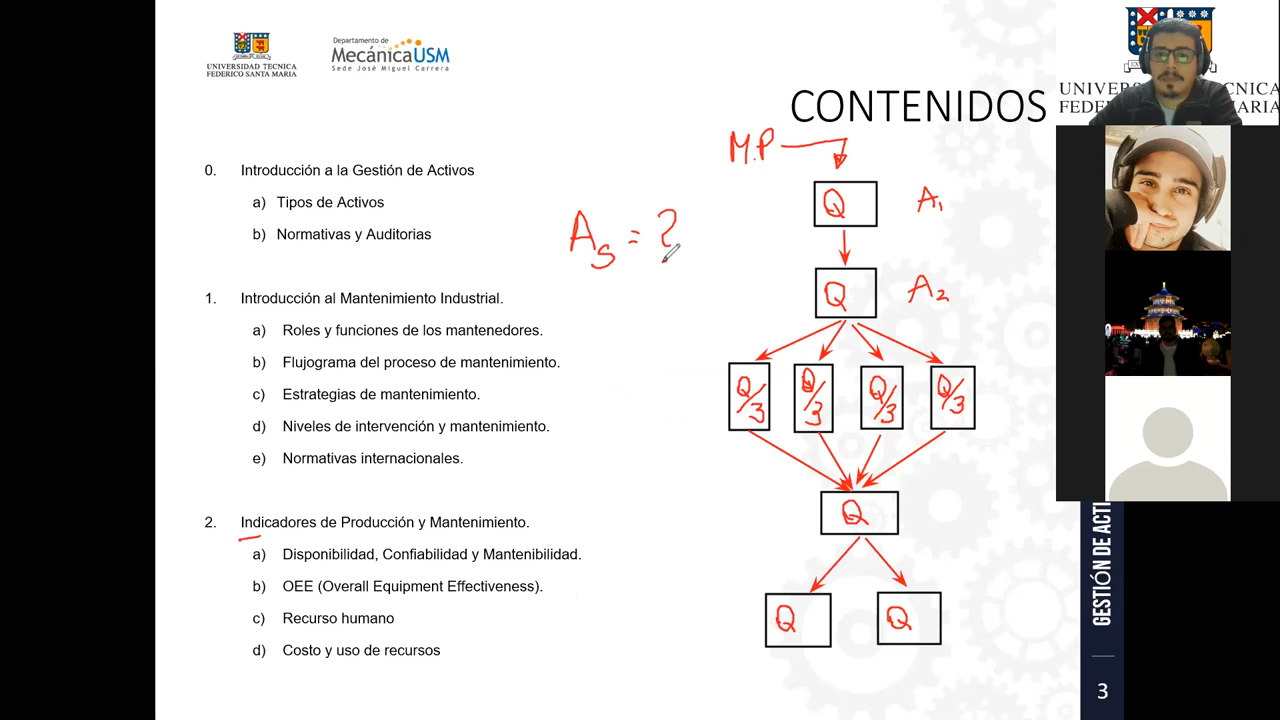 UNIVERSIDAD TECNICA
FEDERICO SANTA MARIA
Departamento de
MecánicaUSM
Sede José Miguel Carrera
CONTENIDOS
UNIVER CNICA
FEDE MARIA
0. Introducción a la Gestión de Activos
a) Tipos de Activos
b) Normativas y Auditorias
1. Introducción al Mantenimiento Industrial.
a) Roles y funciones de los mantenedores.
b) Flujograma del proceso de mantenimiento.
c) Estrategias de mantenimiento.
d) Niveles de intervención y mantenimiento.
e) Normativas internacionales.
2. Indicadores de Producción y Mantenimiento.
a) Disponibilidad, Confiabilidad y Mantenibilidad.
b) OEE (Overall Equipment Effectiveness).
c) Recurso humano
d) Costo y uso de recursos
As = ?
M.P
Q A1
Q A2
Q/3 Q/3 Q/3 Q/3
Q
Q Q
GESTIÓN DE ACTI
3